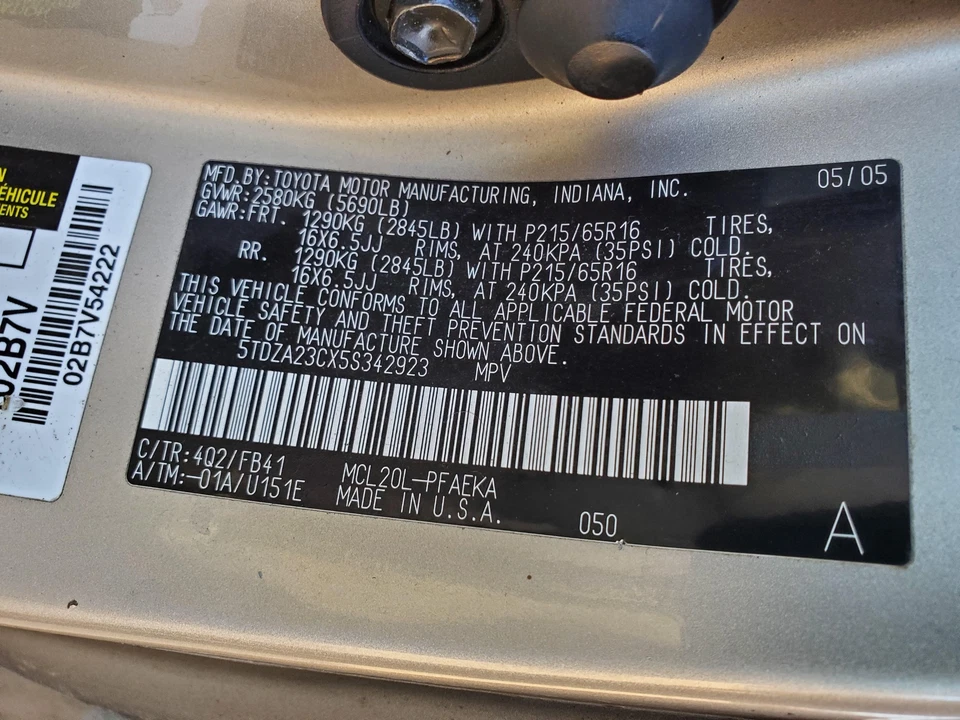 N
VÉHICULE
ENTS
02B7V
02B7V54222
MFD.BY:TOYOTA MOTOR MANUFACTURING, INDIANA, INC. 05/05
GVWR:2580KG (5690LB)
GAWR:FRT. 1290KG (2845LB) WITH P215/65R16 TIRES,
16X6.5JJ RIMS, AT 240KPA (35PSI) COLD.
RR. 1290KG (2845LB) WITH P215/65R16 TIRES,
16X6.5JJ RIMS, AT 240KPA (35PSI) COLD.
THIS VEHICLE CONFORMS TO ALL APPLICABLE FEDERAL MOTOR
VEHICLE SAFETY AND THEFT PREVENTION STANDARDS IN EFFECT ON
THE DATE OF MANUFACTURE SHOWN ABOVE.
5TDZA23CX5S342923 MPV
C/TR:4Q2/FB41 MCL20L-PFAEKA
A/TM:-01A/U151E MADE IN U.S.A. 050 A